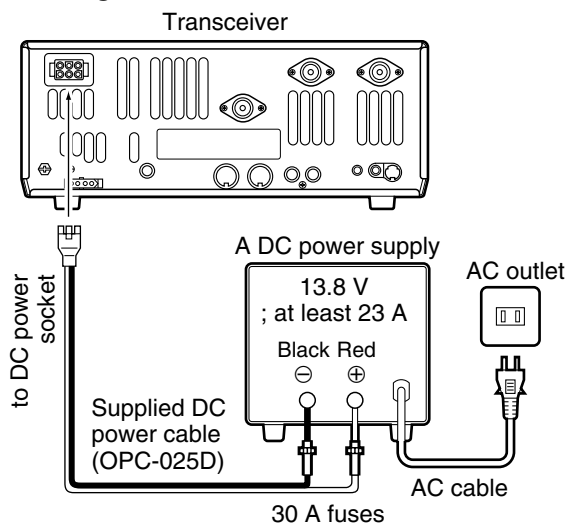 Transceiver
A DC power supply
13.8 V
; at least 23 A
Black Red
AC outlet
to DC power
socket
Supplied DC
power cable
(OPC-025D)
AC cable
30 A fuses